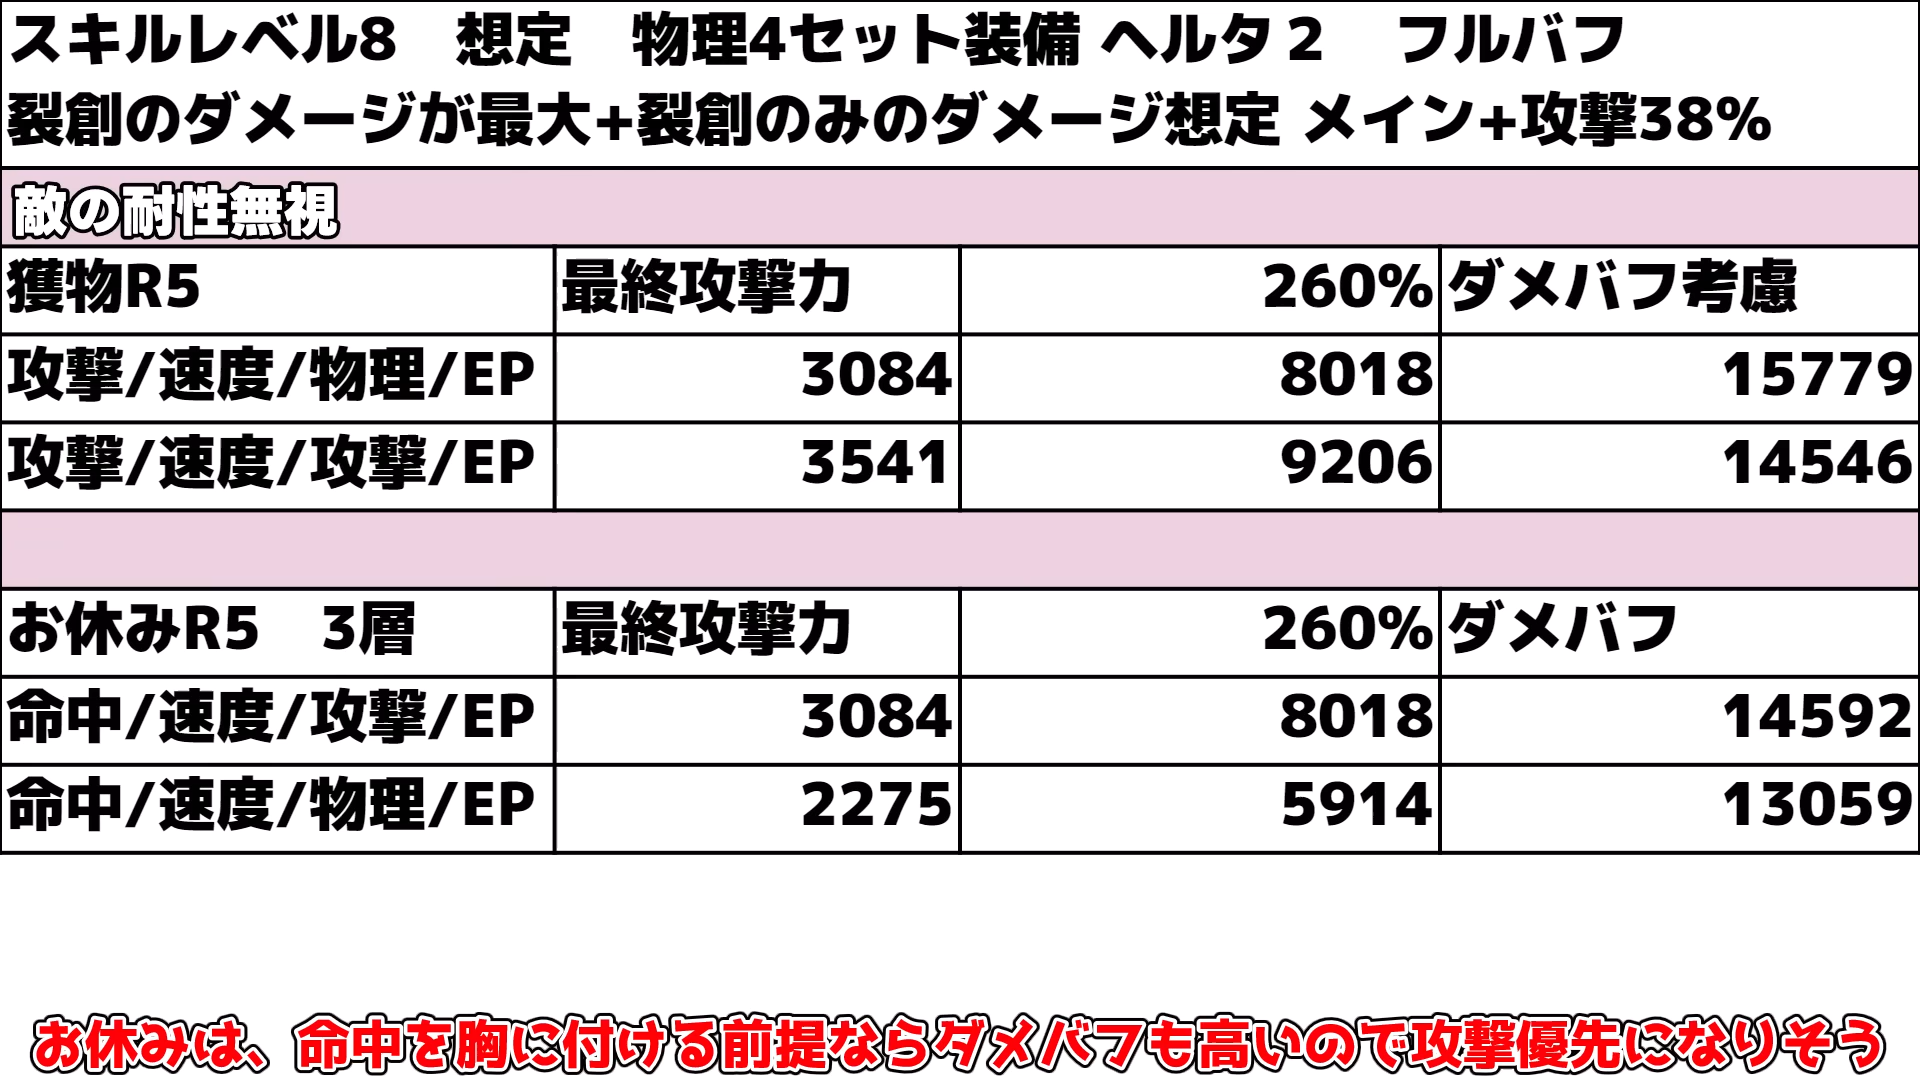 スキルレベル8　想定　物理4セット装備 ヘルタ２　フルバフ
裂創のダメージが最大+裂創のみのダメージ想定 メイン+攻撃38%
敵の耐性無視
獲物R5 最終攻撃力 260% ダメバフ考慮
攻撃/速度/物理/EP 3084 8018 15779
攻撃/速度/攻撃/EP 3541 9206 14546
お休みR5　3層 最終攻撃力 260% ダメバフ
命中/速度/攻撃/EP 3084 8018 14592
命中/速度/物理/EP 2275 5914 13059
お休みは、命中を胸に付ける前提ならダメバフも高いので攻撃優先になりそう